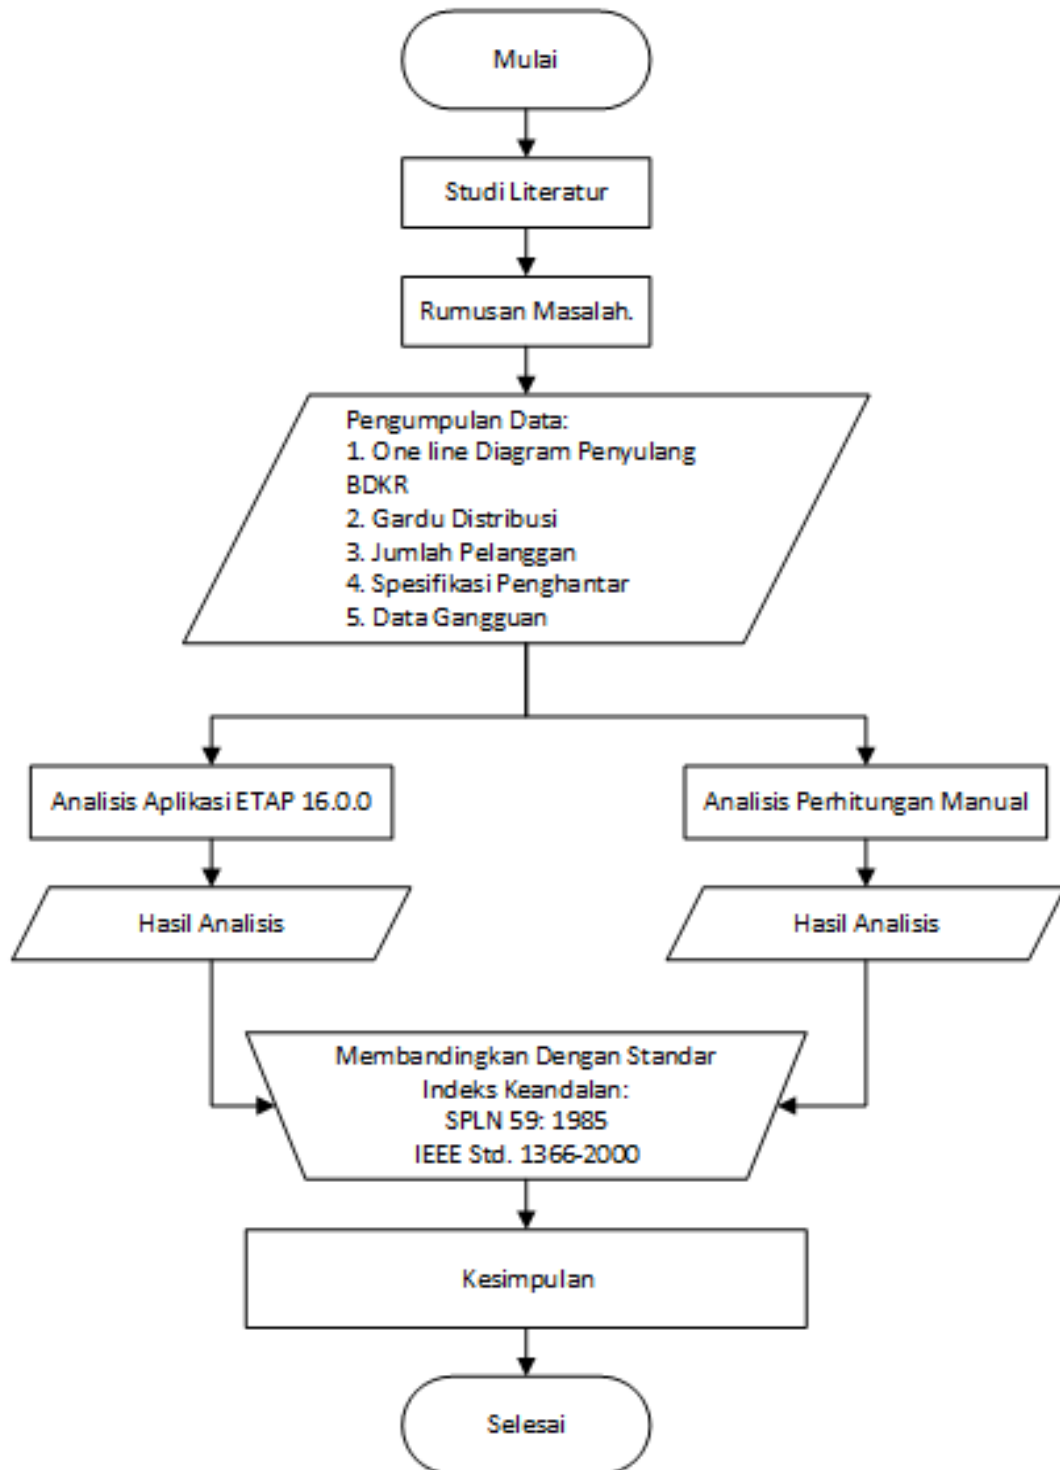 Mulai
Studi Literatur
Rumusan Masalah.
Pengumpulan Data:
1. One line Diagram Penyulang
BDKR
2. Gardu Distribusi
3. Jumlah Pelanggan
4. Spesifikasi Penghantar
5. Data Gangguan
Analisis Aplikasi ETAP 16.0.0
Analisis Perhitungan Manual
Hasil Analisis
Hasil Analisis
Membandingkan Dengan Standar
Indeks Keandalan:
SPLN 59: 1985
IEEE Std. 1366-2000
Kesimpulan
Selesai